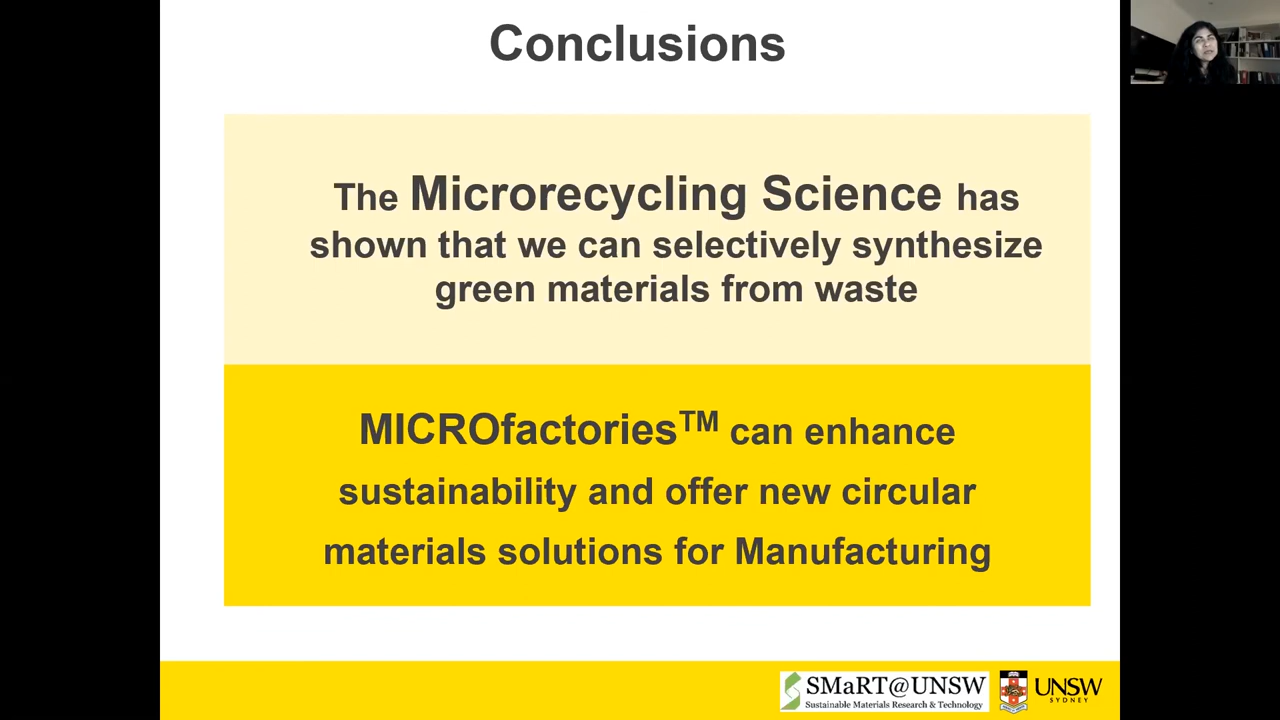 Conclusions
The Microrecycling Science has
shown that we can selectively synthesize
green materials from waste
MICROfactories™ can enhance
sustainability and offer new circular
materials solutions for Manufacturing
SMaRT@UNSW
Sustainable Materials Research & Technology
UNSW
SYDNEY